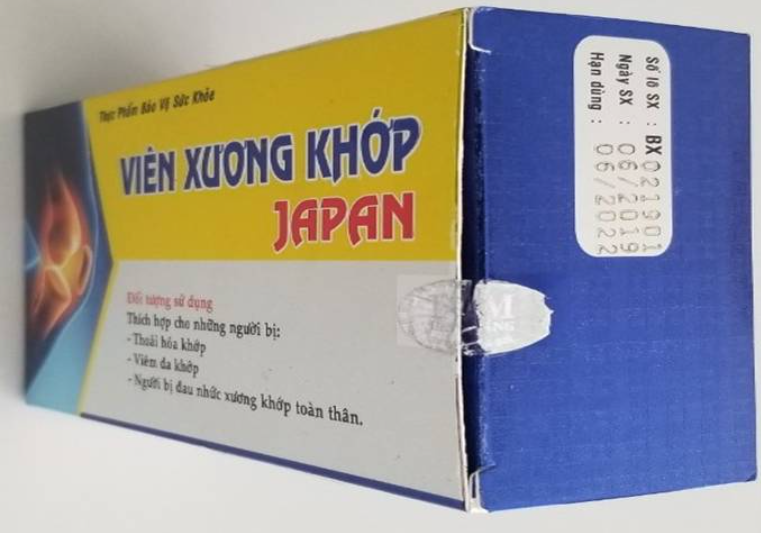 Thực Phẩm Bảo Vệ Sức Khỏe
VIÊN XƯƠNG KHỚP
JAPAN
Đối tượng sử dụng
Thích hợp cho những người bị:
- Thoái hóa khớp
- Viêm đa khớp
- Người bị đau nhức xương khớp toàn thân.
Số lô SX : BX021901
Ngày SX : 06/2019
Hạn dùng : 06/2022